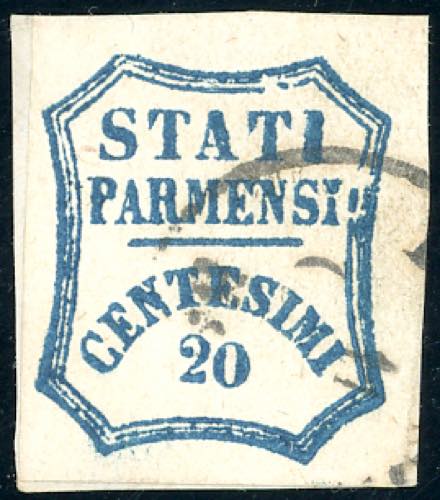 STATI
PARMENSI
CENTESIMI
20